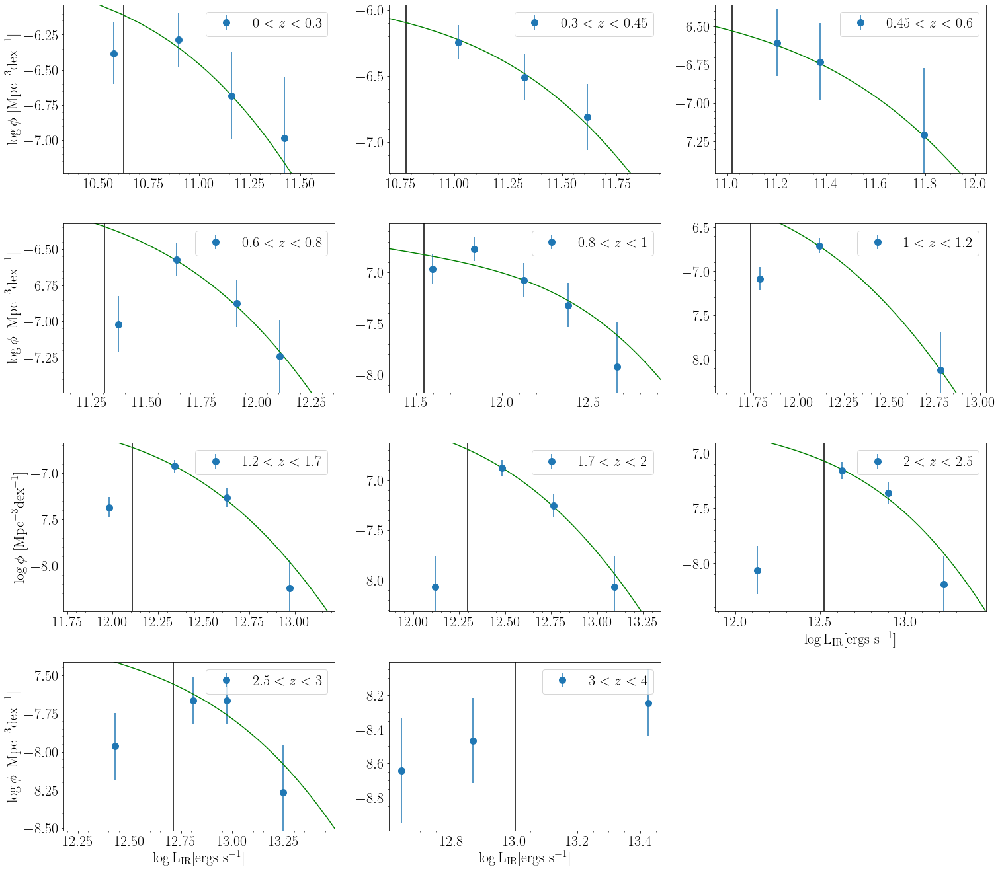 0 < z < 0.3
log ϕ [Mpc⁻³dex⁻¹]
−6.25
−6.50
−6.75
−7.00
10.50 10.75 11.00 11.25 11.50
0.3 < z < 0.45
−6.0
−6.5
−7.0
10.75 11.00 11.25 11.50 11.75
0.45 < z < 0.6
−6.50
−6.75
−7.00
−7.25
11.0 11.2 11.4 11.6 11.8 12.0
0.6 < z < 0.8
log ϕ [Mpc⁻³dex⁻¹]
−6.50
−6.75
−7.00
−7.25
11.25 11.50 11.75 12.00 12.25
0.8 < z < 1
−7.0
−7.5
−8.0
11.5 12.0 12.5
1 < z < 1.2
−6.5
−7.0
−7.5
−8.0
11.75 12.00 12.25 12.50 12.75 13.00
1.2 < z < 1.7
log ϕ [Mpc⁻³dex⁻¹]
−7.0
−7.5
−8.0
11.75 12.00 12.25 12.50 12.75 13.00
1.7 < z < 2
−7.0
−7.5
−8.0
12.00 12.25 12.50 12.75 13.00 13.25
2 < z < 2.5
−7.0
−7.5
−8.0
12.0 12.5 13.0
log L_IR[ergs s⁻¹]
2.5 < z < 3
log ϕ [Mpc⁻³dex⁻¹]
−7.50
−7.75
−8.00
−8.25
−8.50
12.25 12.50 12.75 13.00 13.25
log L_IR[ergs s⁻¹]
3 < z < 4
−8.2
−8.4
−8.6
−8.8
12.8 13.0 13.2 13.4
log L_IR[ergs s⁻¹]